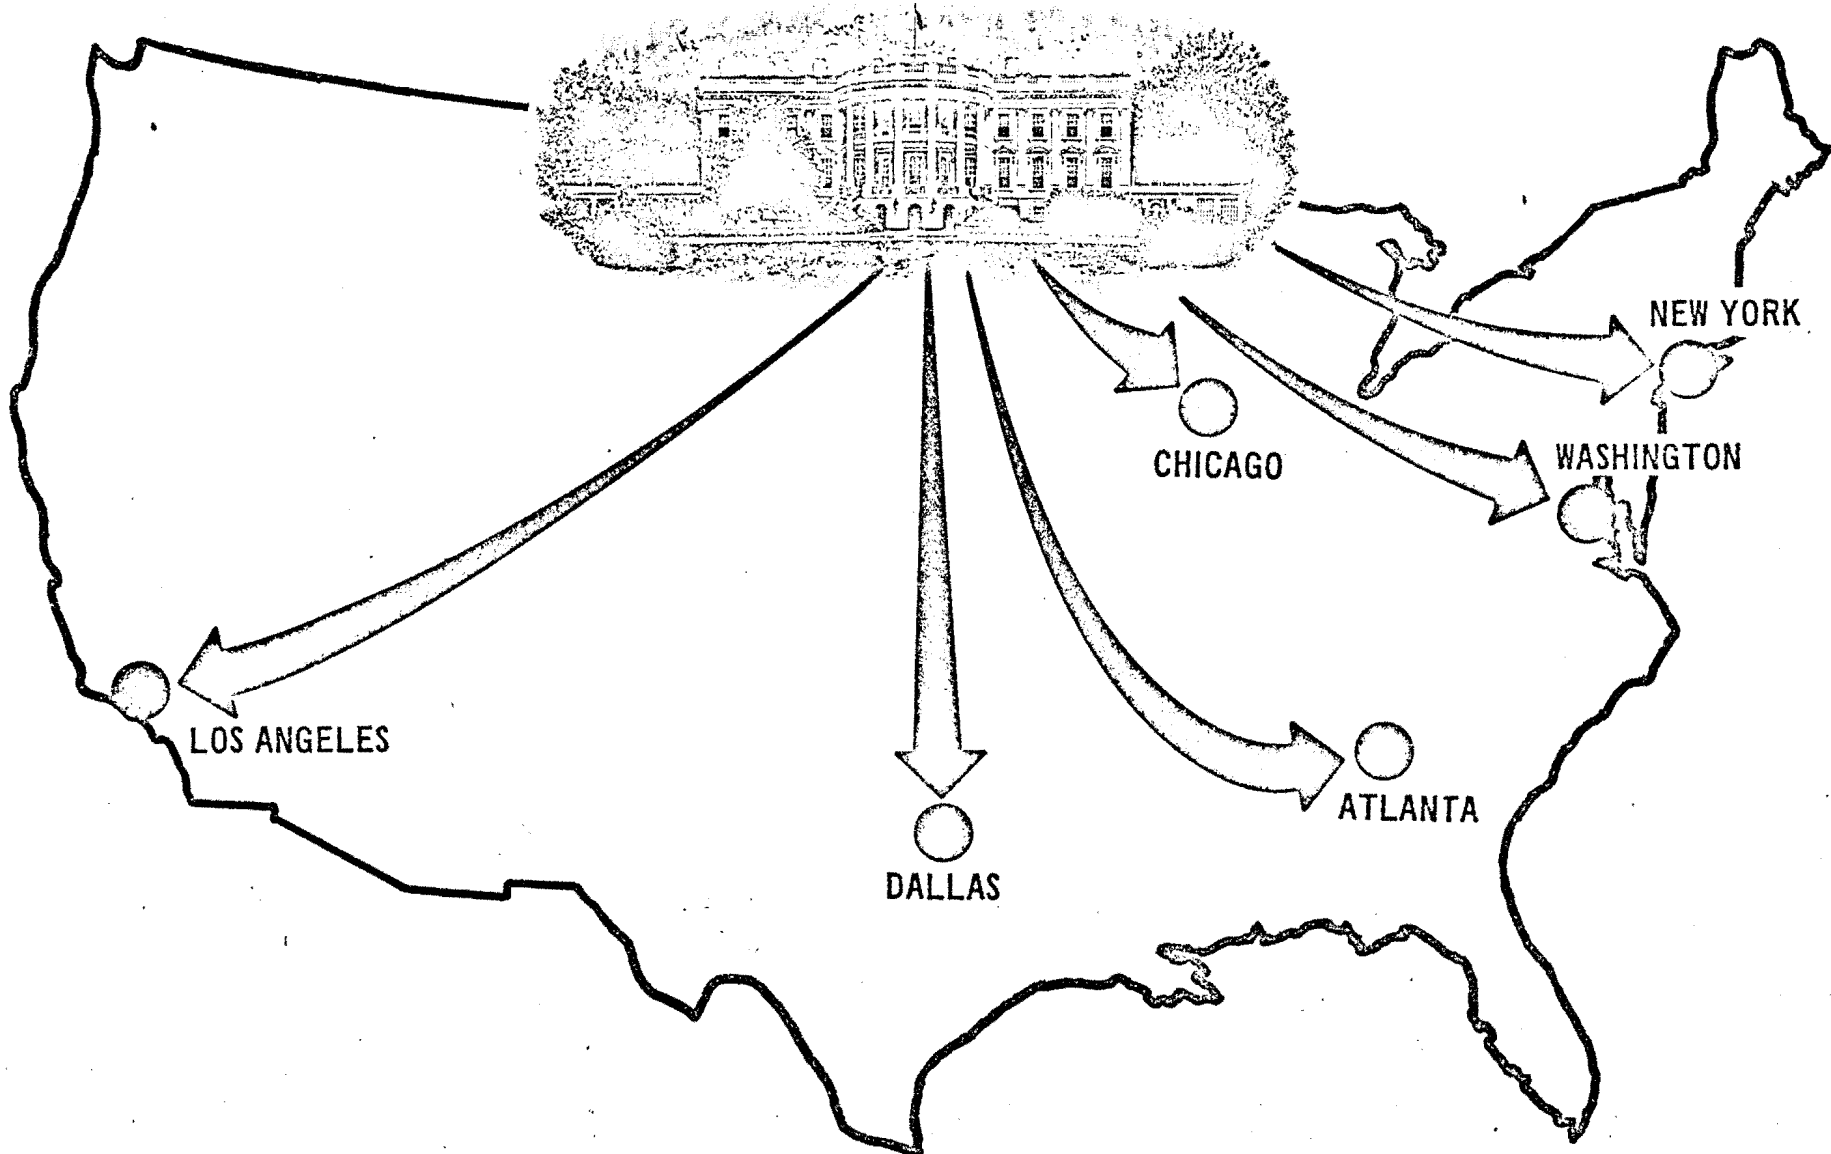 NEW YORK
WASHINGTON
CHICAGO
LOS ANGELES
ATLANTA
DALLAS